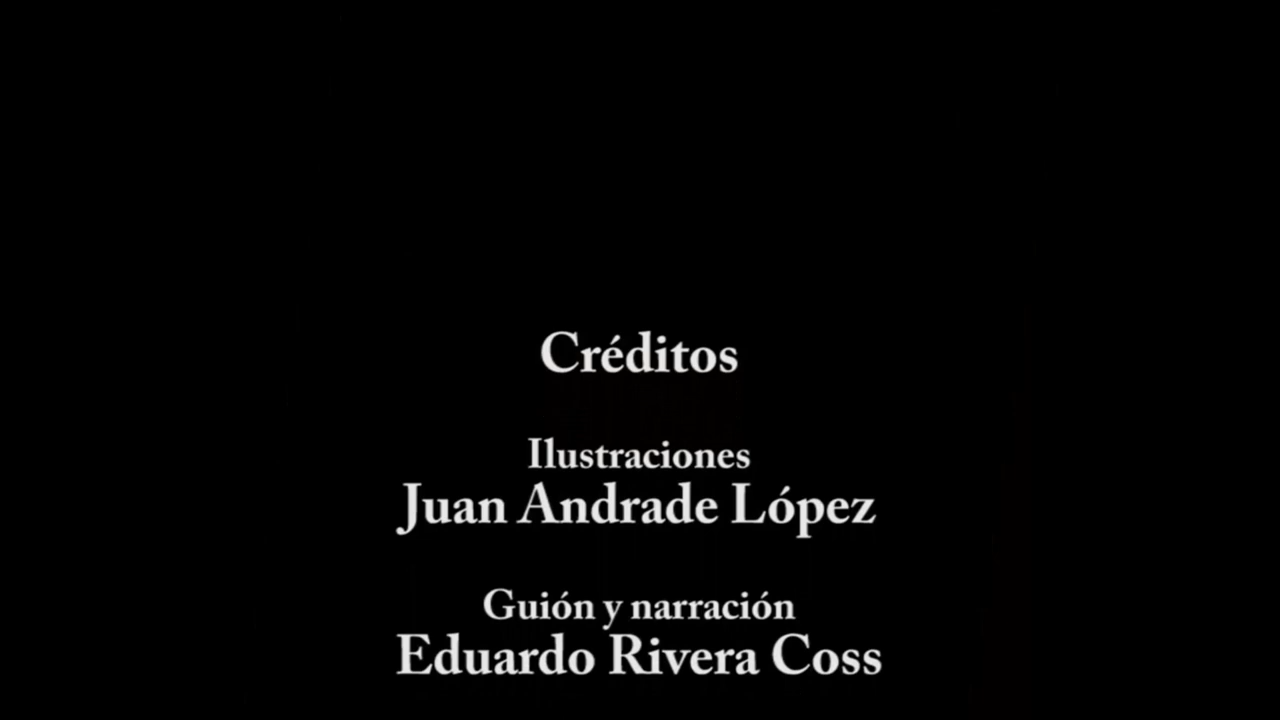 Créditos
Ilustraciones
Juan Andrade López
Guión y narración
Eduardo Rivera Coss